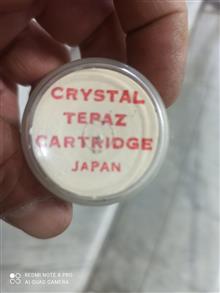 CRYSTAL
TEPAZ
CARTRIDGE
JAPAN
REDMI NOTE 8 PRO
AI QUAD CAMERA